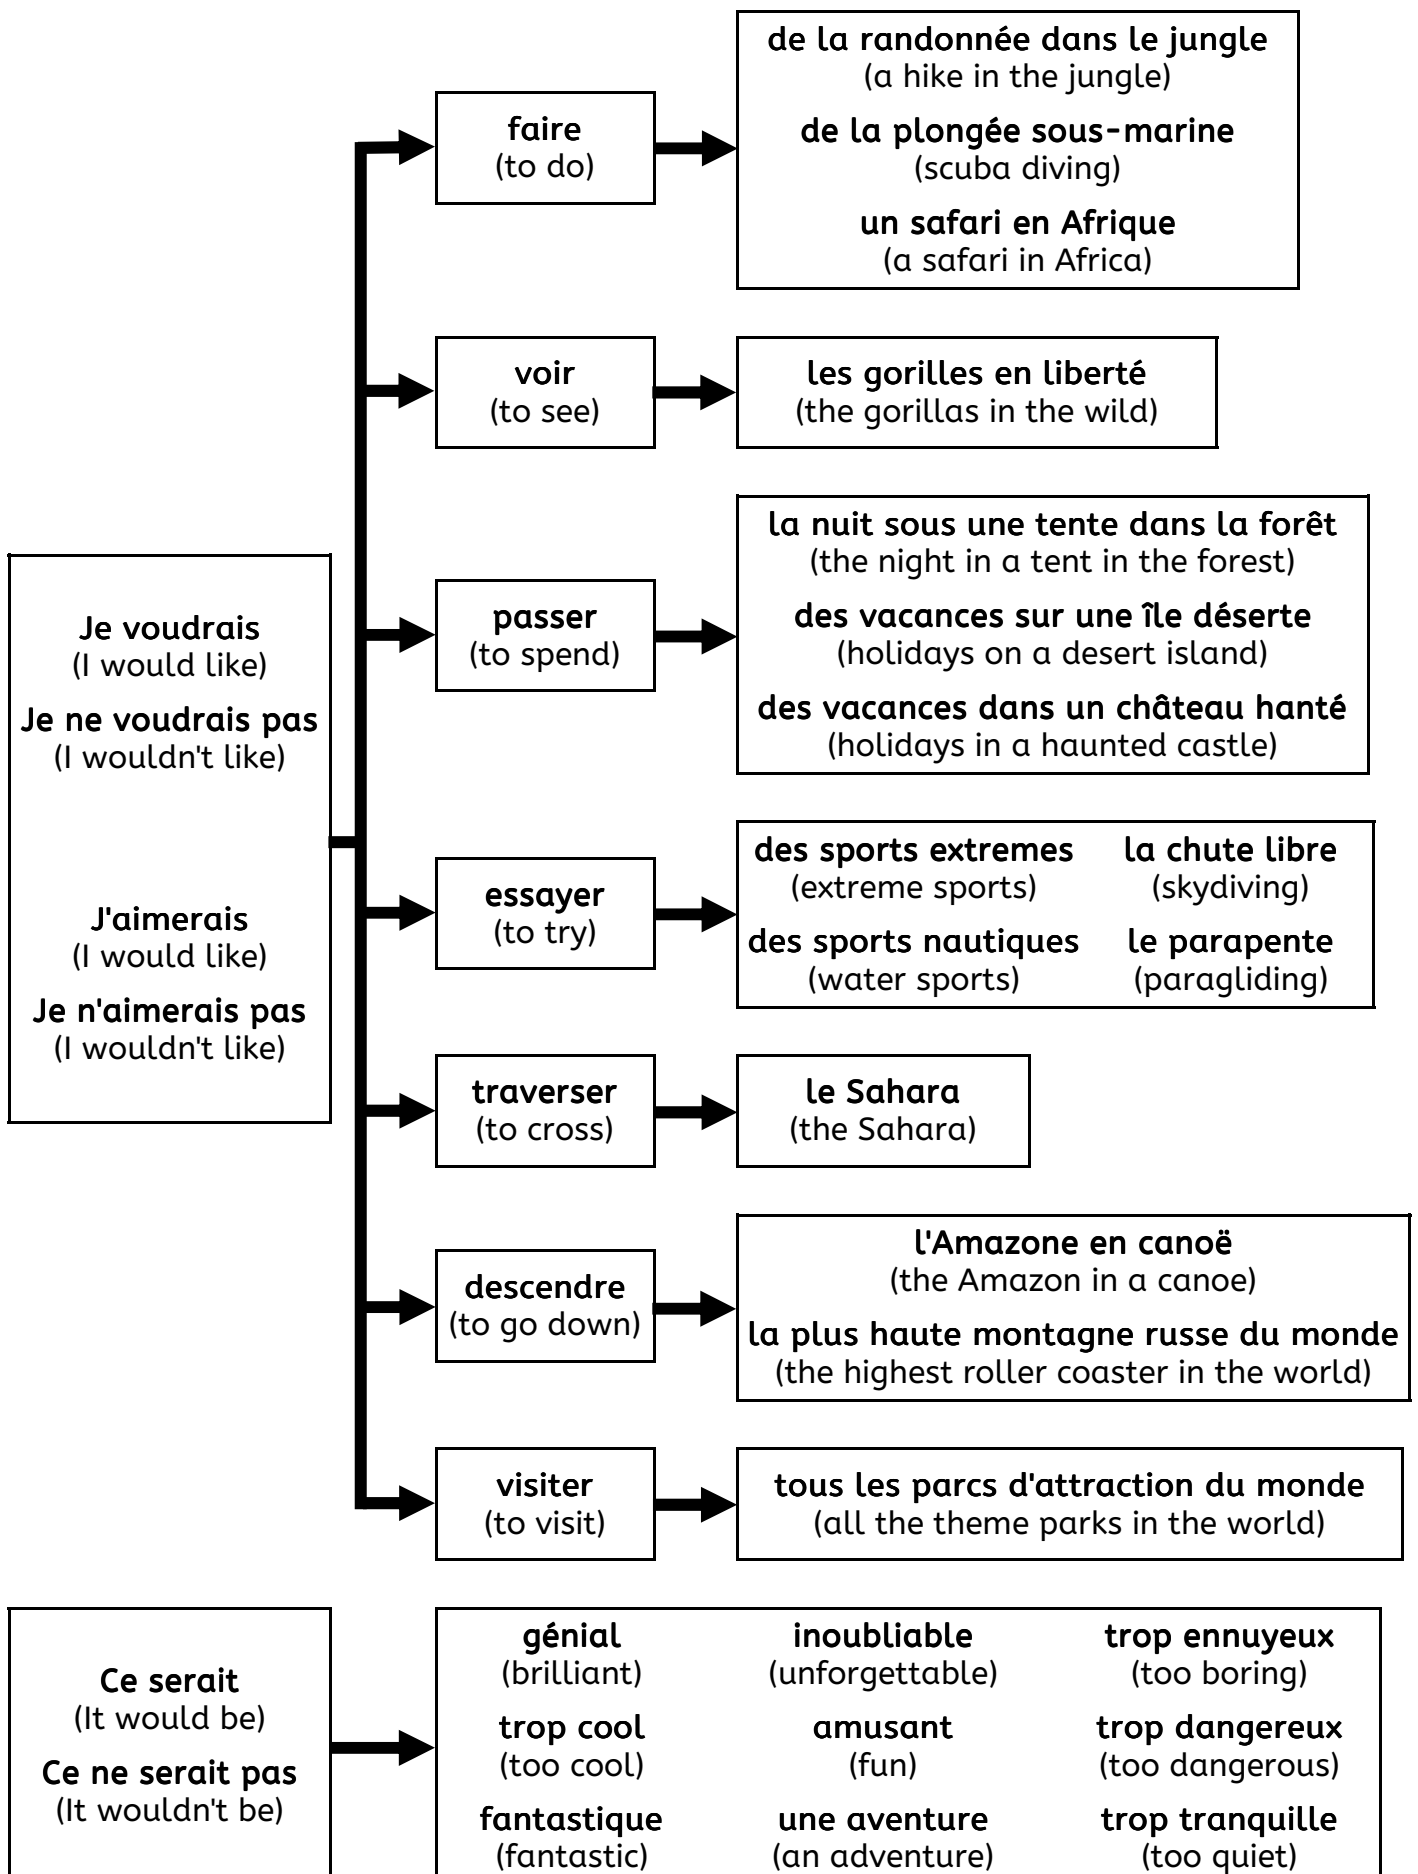 Je voudrais
(I would like)
Je ne voudrais pas
(I wouldn't like)
J'aimerais
(I would like)
Je n'aimerais pas
(I wouldn't like)
faire
(to do)
de la randonnée dans le jungle
(a hike in the jungle)
de la plongée sous-marine
(scuba diving)
un safari en Afrique
(a safari in Africa)
voir
(to see)
les gorilles en liberté
(the gorillas in the wild)
passer
(to spend)
la nuit sous une tente dans la forêt
(the night in a tent in the forest)
des vacances sur une île déserte
(holidays on a desert island)
des vacances dans un château hanté
(holidays in a haunted castle)
essayer
(to try)
des sports extremes
(extreme sports)
des sports nautiques
(water sports)
la chute libre
(skydiving)
le parapente
(paragliding)
traverser
(to cross)
le Sahara
(the Sahara)
descendre
(to go down)
l'Amazone en canoë
(the Amazon in a canoe)
la plus haute montagne russe du monde
(the highest roller coaster in the world)
visiter
(to visit)
tous les parcs d'attraction du monde
(all the theme parks in the world)
Ce serait
(It would be)
Ce ne serait pas
(It wouldn't be)
génial
(brilliant)
trop cool
(too cool)
fantastique
(fantastic)
inoubliable
(unforgettable)
amusant
(fun)
une aventure
(an adventure)
trop ennuyeux
(too boring)
trop dangereux
(too dangerous)
trop tranquille
(too quiet)